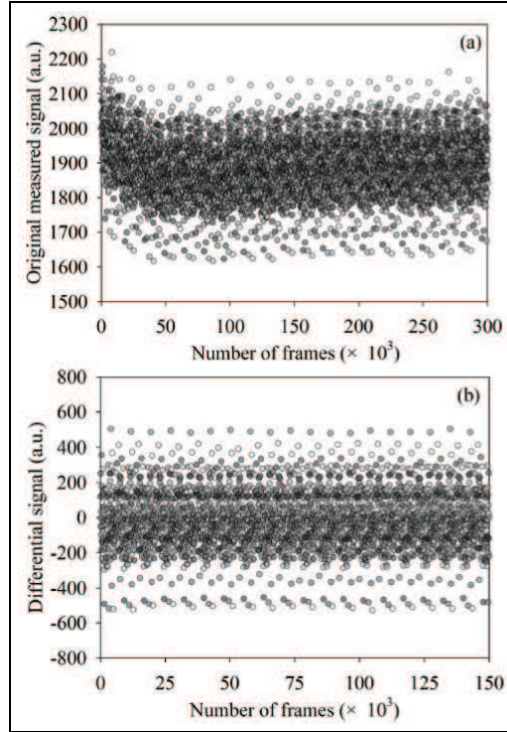 (a)
Original measured signal (a.u.)
2300
2200
2100
2000
1900
1800
1700
1600
1500
0 50 100 150 200 250 300
Number of frames (× 10³)
(b)
Differential signal (a.u.)
800
600
400
200
0
-200
-400
-600
-800
0 25 50 75 100 125 150
Number of frames (× 10³)